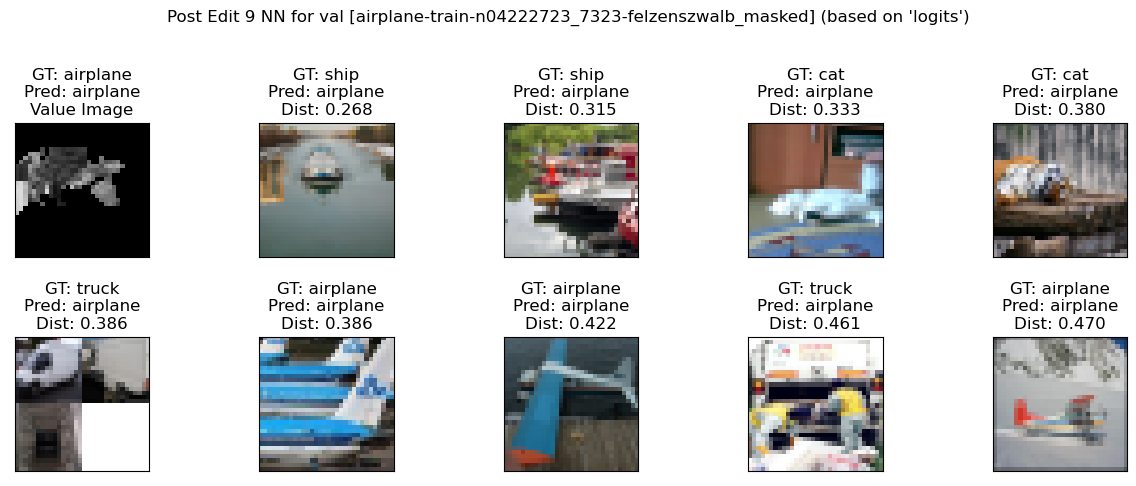 Post Edit 9 NN for val [airplane-train-n04222723_7323-felzenszwalb_masked] (based on 'logits')
GT: airplane
Pred: airplane
Value Image
GT: ship
Pred: airplane
Dist: 0.268
GT: ship
Pred: airplane
Dist: 0.315
GT: cat
Pred: airplane
Dist: 0.333
GT: cat
Pred: airplane
Dist: 0.380
GT: truck
Pred: airplane
Dist: 0.386
GT: airplane
Pred: airplane
Dist: 0.386
GT: airplane
Pred: airplane
Dist: 0.422
GT: truck
Pred: airplane
Dist: 0.461
GT: airplane
Pred: airplane
Dist: 0.470